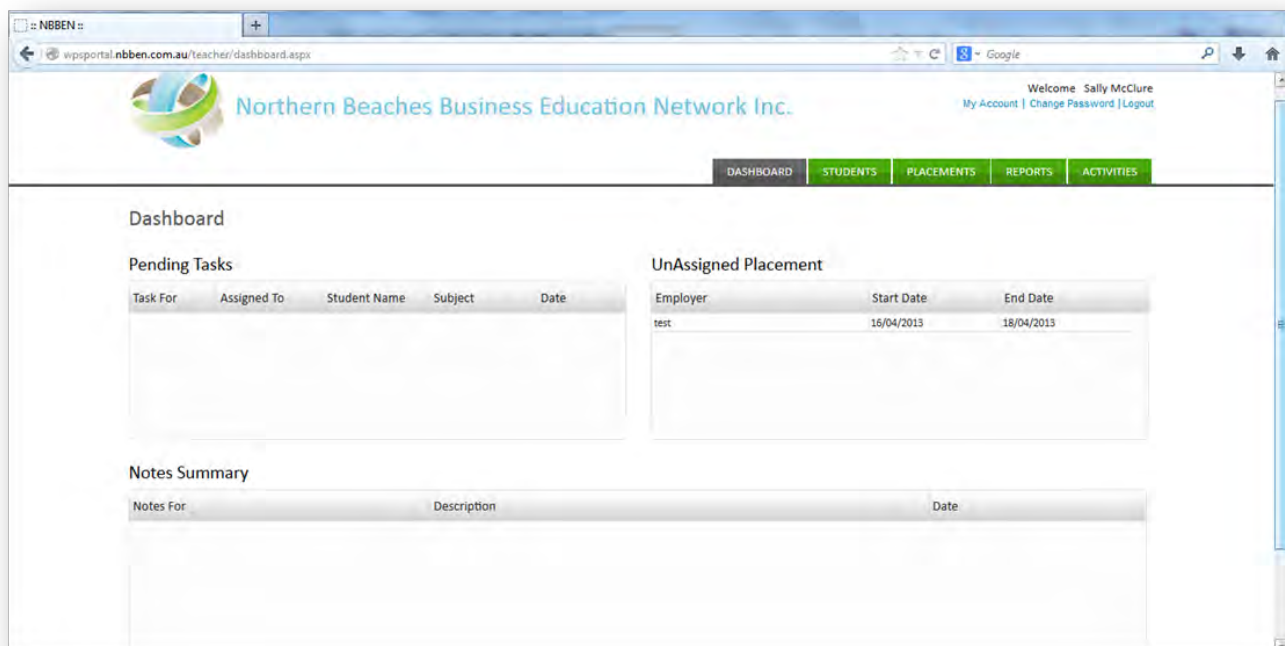 :: NBBEN ::
+
wpsportal.nbben.com.au/teacher/dashboard.aspx
8 Google
Welcome Sally McClure
My Account | Change Password | Logout
Northern Beaches Business Education Network Inc.
DASHBOARD STUDENTS PLACEMENTS REPORTS ACTIVITIES
Dashboard
Pending Tasks
Task For Assigned To Student Name Subject Date
UnAssigned Placement
Employer Start Date End Date
test 16/04/2013 18/04/2013
Notes Summary
Notes For Description Date